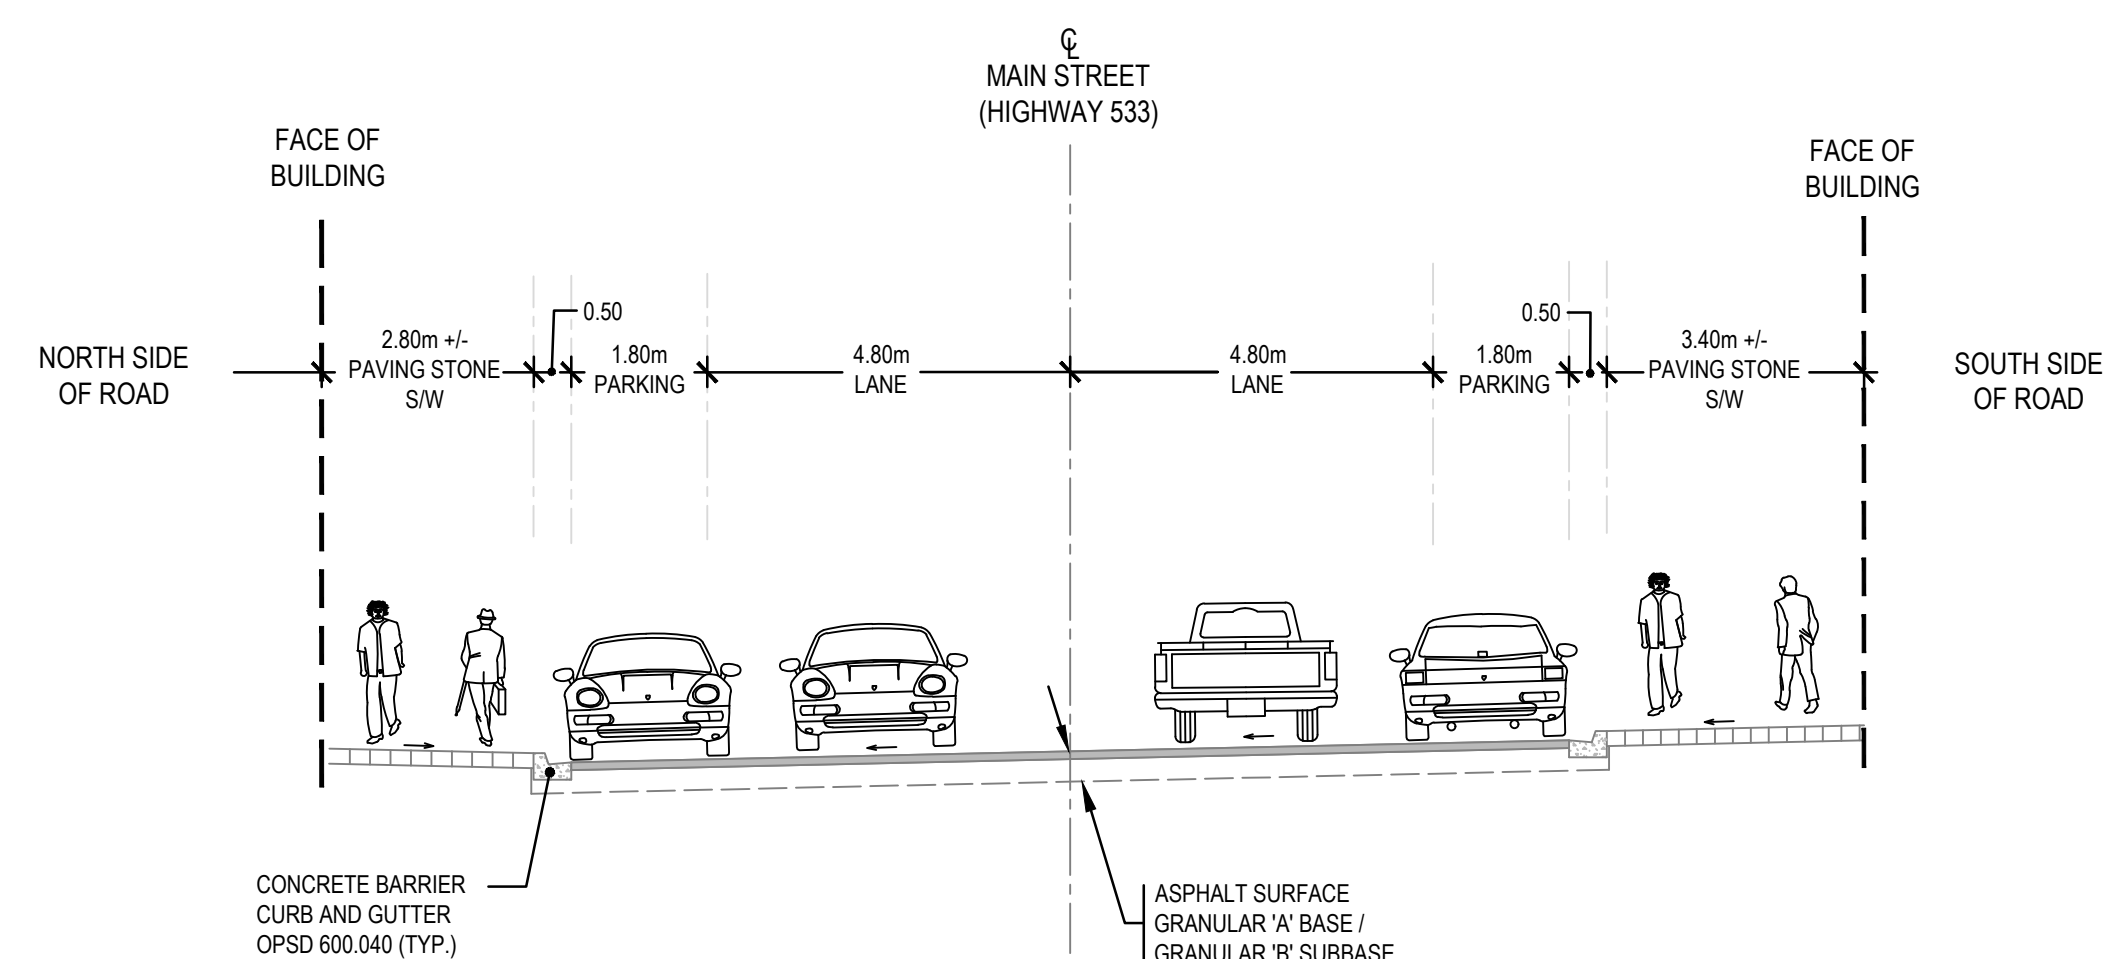 ℄
MAIN STREET
(HIGHWAY 533)
FACE OF
BUILDING
FACE OF
BUILDING
NORTH SIDE
OF ROAD
2.80m +/-
PAVING STONE
S/W
0.50
1.80m
PARKING
4.80m
LANE
4.80m
LANE
1.80m
PARKING
0.50
3.40m +/-
PAVING STONE
S/W
SOUTH SIDE
OF ROAD
CONCRETE BARRIER
CURB AND GUTTER
OPSD 600.040 (TYP.)
ASPHALT SURFACE
GRANULAR 'A' BASE /
GRANULAR 'B' SUBBASE